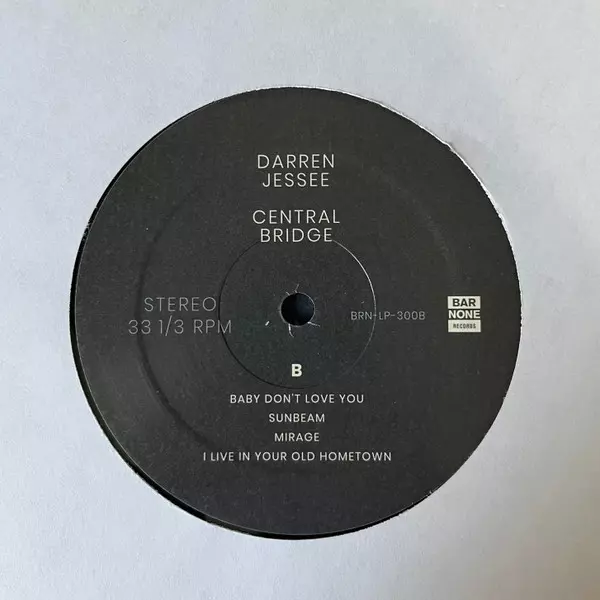 DARREN
JESSEE
CENTRAL
BRIDGE
STEREO
33 1/3 RPM
BRN-LP-300B
BAR
NONE
RECORDS
B
BABY DON'T LOVE YOU
SUNBEAM
MIRAGE
I LIVE IN YOUR OLD HOMETOWN